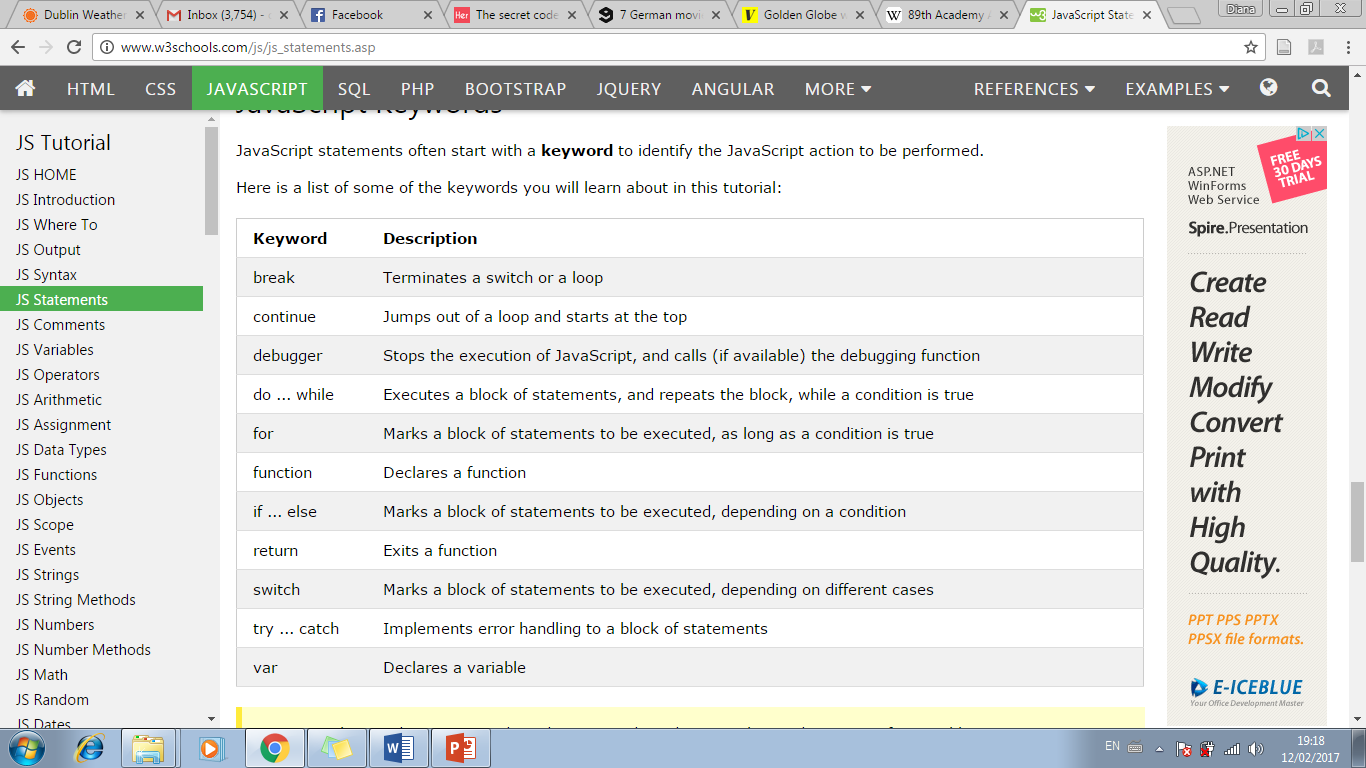 Dublin Weather
Inbox (3,754) -
Facebook
Her
The secret code
7 German movi
V Golden Globe w
W 89th Academy A
JavaScript State
Diana
www.w3schools.com/js/js_statements.asp
HTML CSS JAVASCRIPT SQL PHP BOOTSTRAP JQUERY ANGULAR MORE REFERENCES EXAMPLES
JavaScript Keywords
JS Tutorial
JS HOME
JS Introduction
JS Where To
JS Output
JS Syntax
JS Statements
JS Comments
JS Variables
JS Operators
JS Arithmetic
JS Assignment
JS Data Types
JS Functions
JS Objects
JS Scope
JS Events
JS Strings
JS String Methods
JS Numbers
JS Number Methods
JS Math
JS Random
JS Dates
JavaScript statements often start with a keyword to identify the JavaScript action to be performed.
Here is a list of some of the keywords you will learn about in this tutorial:
Keyword Description
break Terminates a switch or a loop
continue Jumps out of a loop and starts at the top
debugger Stops the execution of JavaScript, and calls (if available) the debugging function
do ... while Executes a block of statements, and repeats the block, while a condition is true
for Marks a block of statements to be executed, as long as a condition is true
function Declares a function
if ... else Marks a block of statements to be executed, depending on a condition
return Exits a function
switch Marks a block of statements to be executed, depending on different cases
try ... catch Implements error handling to a block of statements
var Declares a variable
FREE
30 DAYS
TRIAL
ASP.NET
WinForms
Web Service
Spire.Presentation
Create
Read
Write
Modify
Convert
Print
with
High
Quality.
PPT PPS PPTX
PPSX file formats.
E-ICEBLUE
Your Office Development Master
EN
19:18
12/02/2017